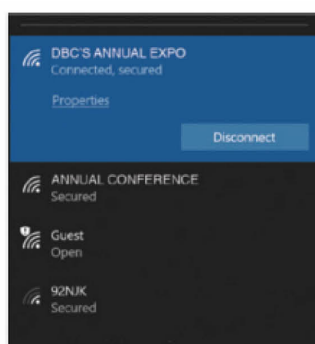 DBC'S ANNUAL EXPO
Connected, secured
Properties
Disconnect
ANNUAL CONFERENCE
Secured
Guest
Open
92NJK
Secured